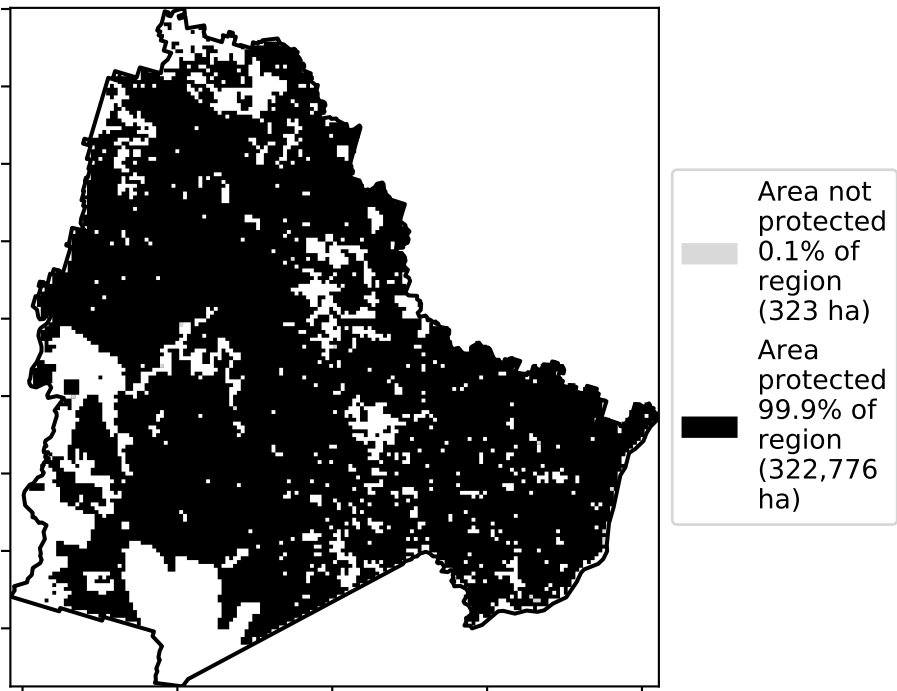 Area not
protected
0.1% of
region
(323 ha)
Area
protected
99.9% of
region
(322,776
ha)